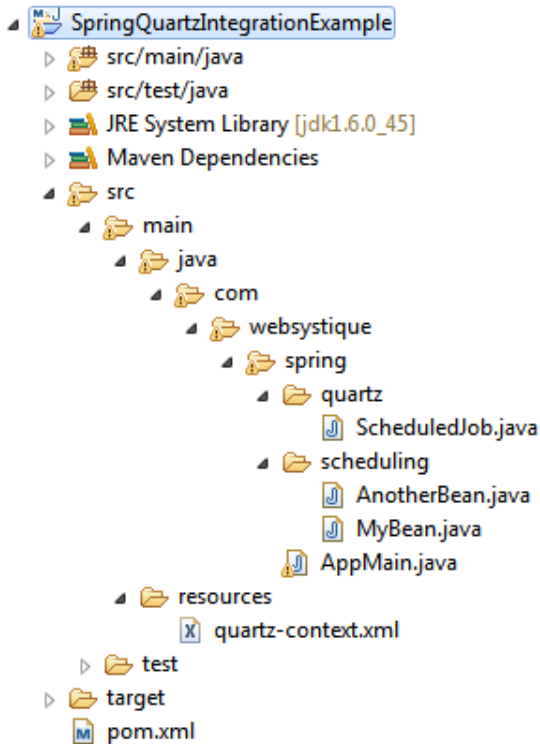 SpringQuartzIntegrationExample
src/main/java
src/test/java
JRE System Library [jdk1.6.0_45]
Maven Dependencies
src
main
java
com
websystique
spring
quartz
ScheduledJob.java
scheduling
AnotherBean.java
MyBean.java
AppMain.java
resources
quartz-context.xml
test
target
pom.xml